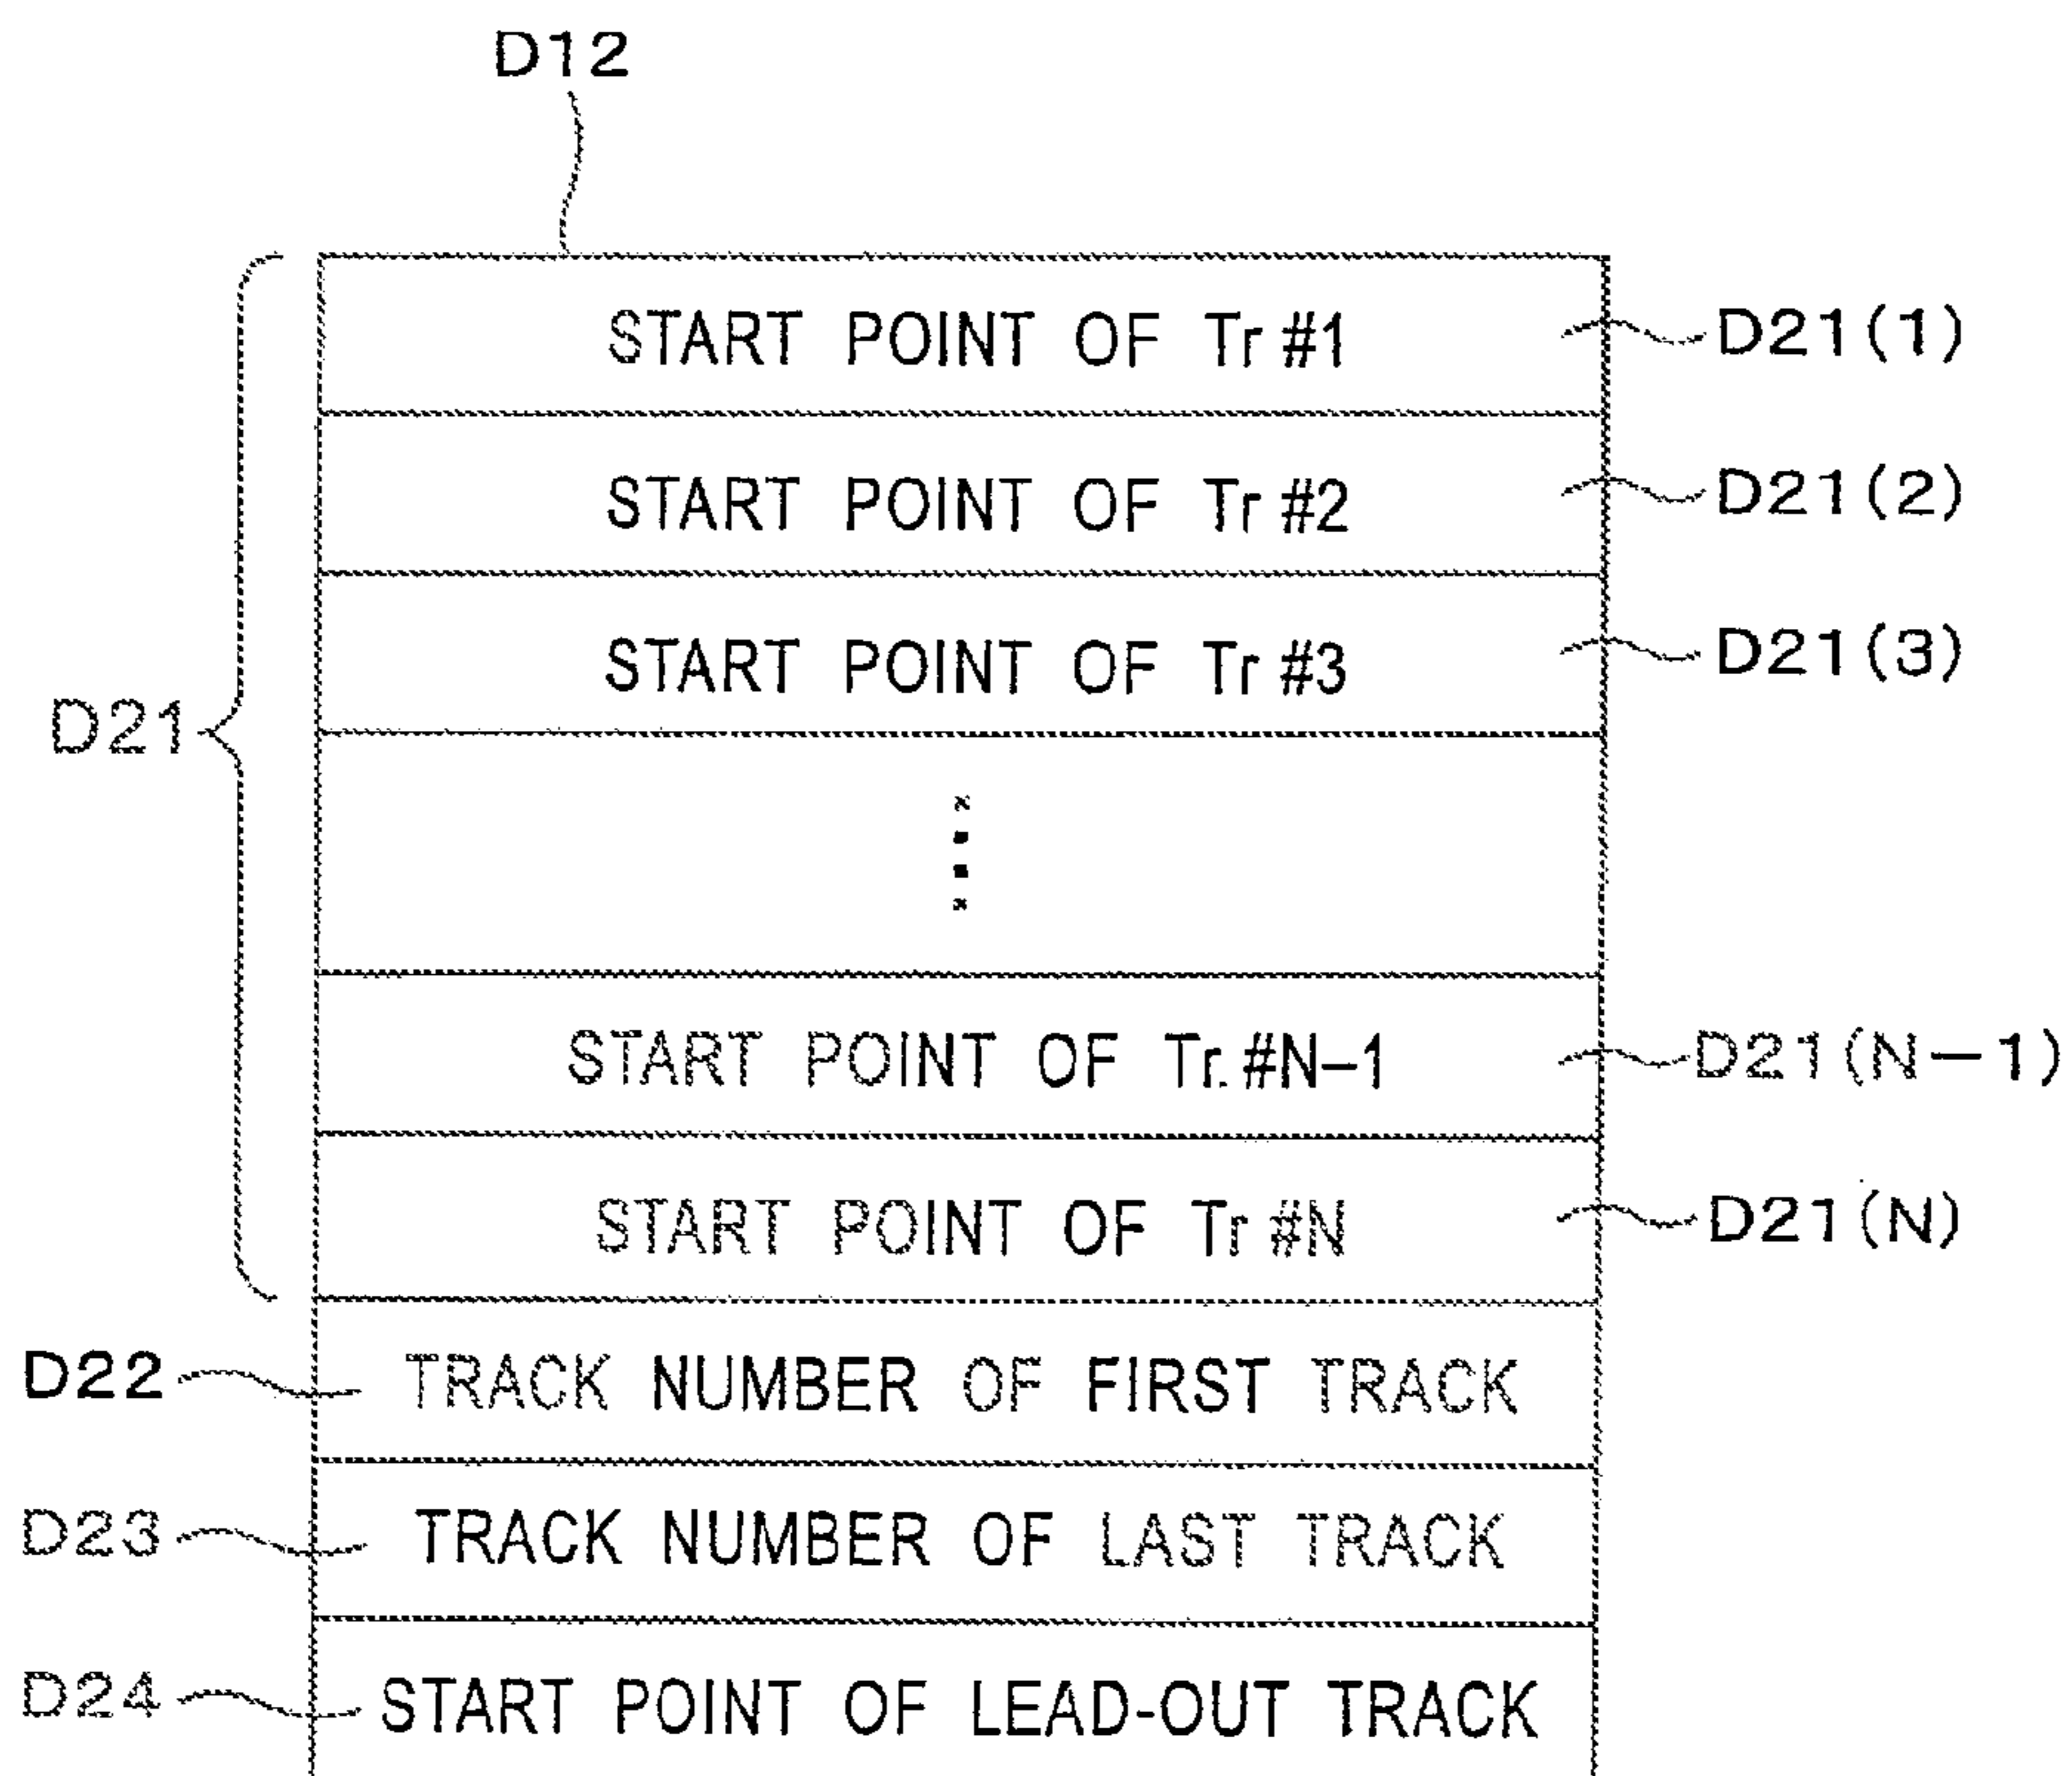 D12
START POINT OF Tr #1 D21(1)
START POINT OF Tr #2 D21(2)
START POINT OF Tr #3 D21(3)
D21
START POINT OF Tr. #N–1 D21(N−1)
START POINT OF Tr #N D21(N)
D22 TRACK NUMBER OF FIRST TRACK
D23 TRACK NUMBER OF LAST TRACK
D24 START POINT OF LEAD-OUT TRACK